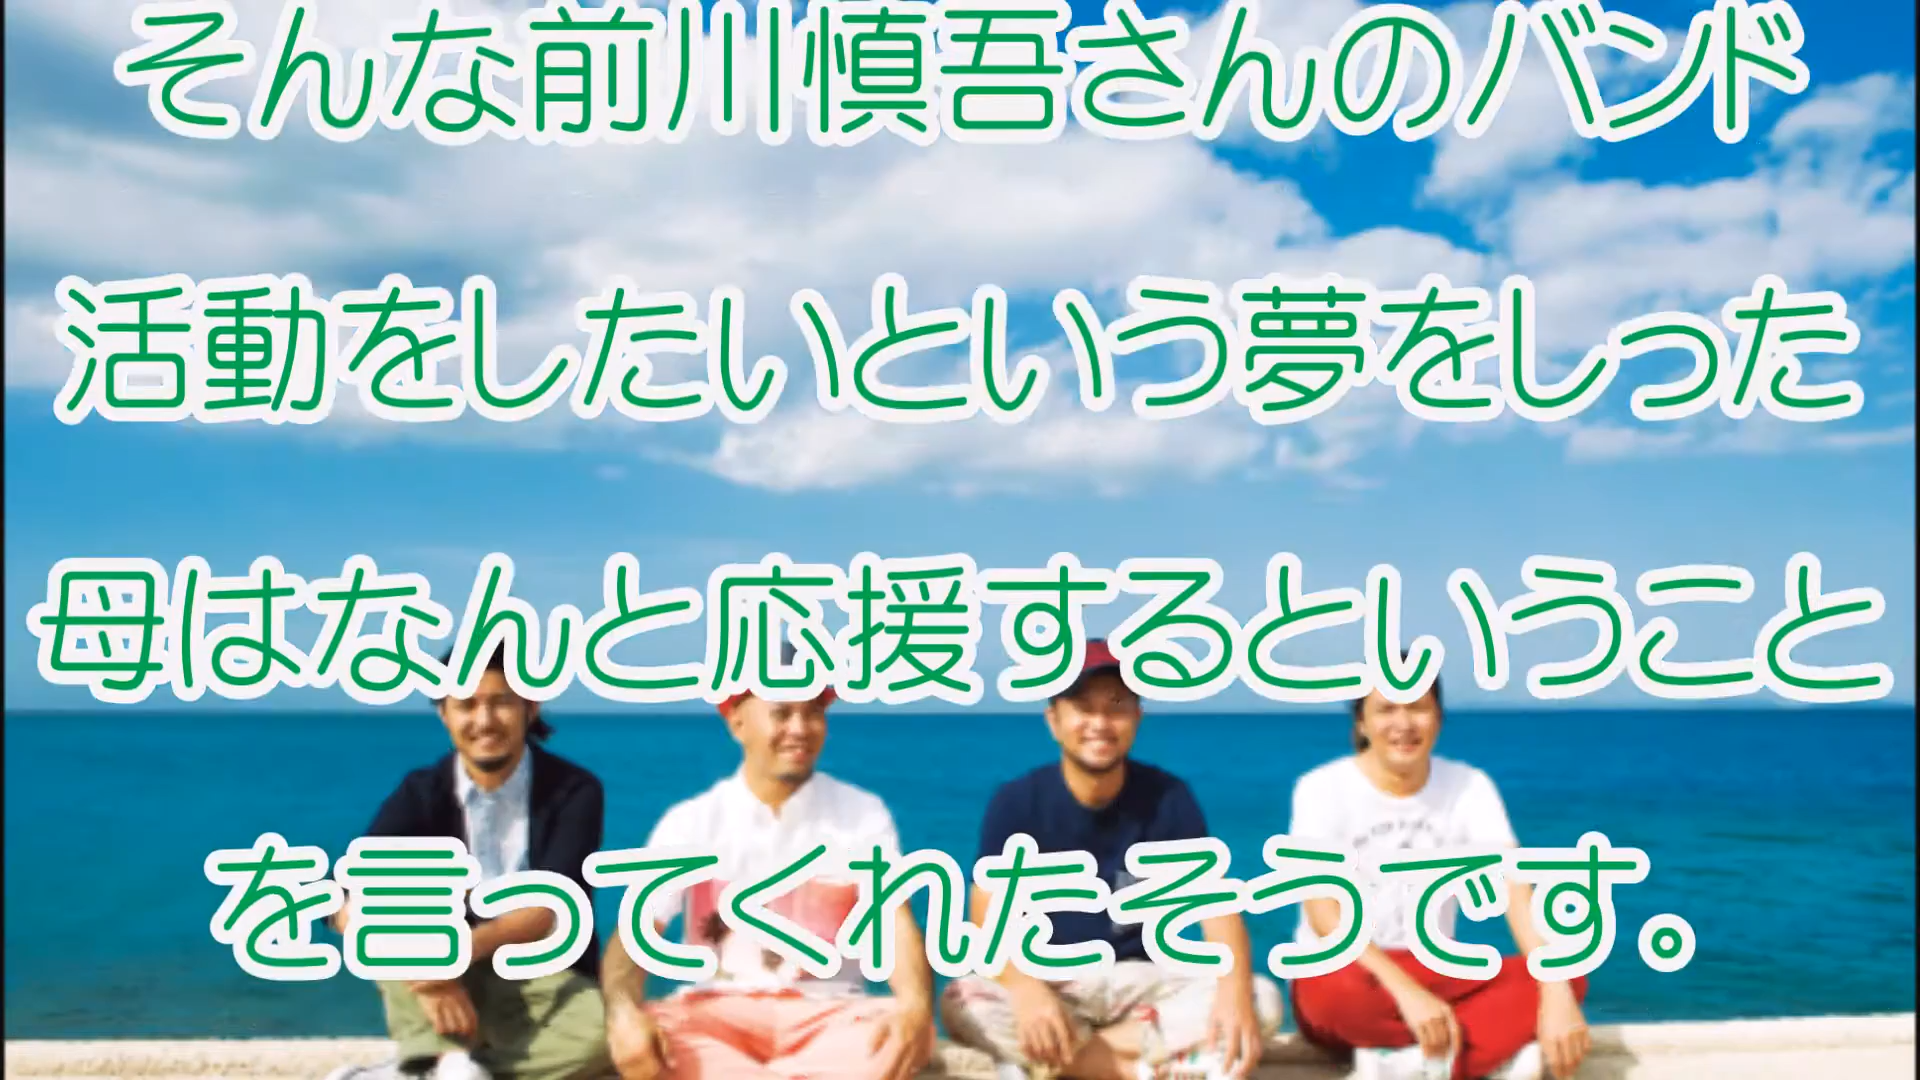 そんな前川慎吾さんのバンド
活動をしたいという夢をしった
母はなんと応援するということ
を言ってくれたそうです。